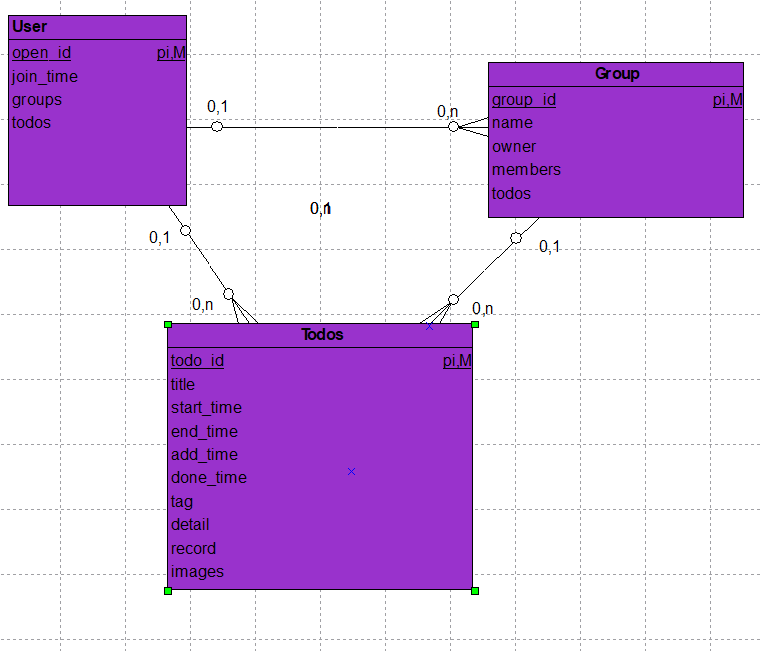 User
open_id pi,M
join_time
groups
todos
Group
group_id pi,M
name
owner
members
todos
0,1
0,n
0,1
0,n
0,1
0,n
Todos
todo_id pi,M
title
start_time
end_time
add_time
done_time
tag
detail
record
images